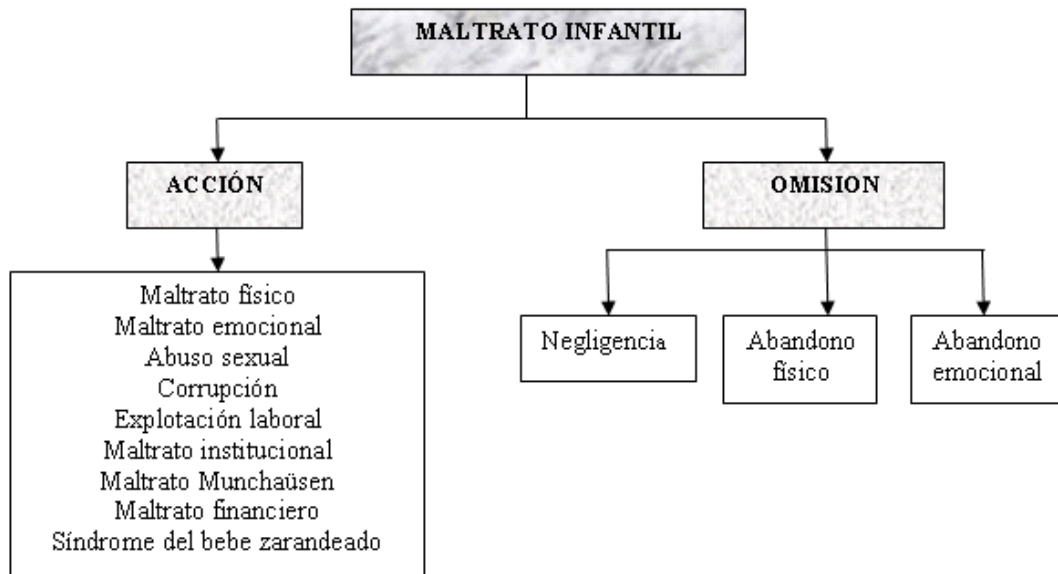 MALTRATO INFANTIL
ACCIÓN
OMISION
Maltrato físico
Maltrato emocional
Abuso sexual
Corrupción
Explotación laboral
Maltrato institucional
Maltrato Munchaüsen
Maltrato financiero
Síndrome del bebe zarandeado
Negligencia
Abandono
físico
Abandono
emocional